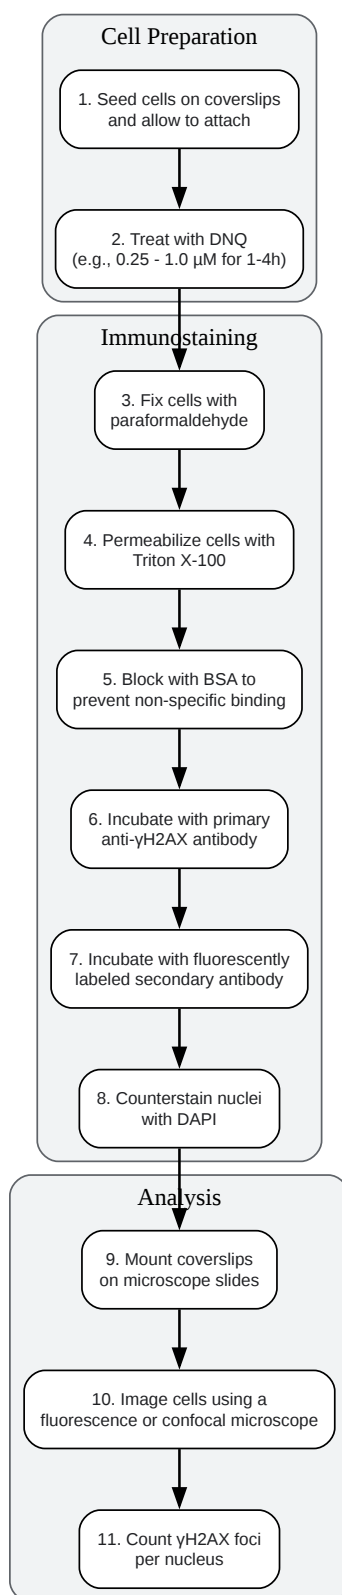 Cell Preparation
1. Seed cells on coverslips
and allow to attach
2. Treat with DNQ
(e.g., 0.25 - 1.0 µM for 1-4h)
Immunostaining
3. Fix cells with
paraformaldehyde
4. Permeabilize cells with
Triton X-100
5. Block with BSA to
prevent non-specific binding
6. Incubate with primary
anti-γH2AX antibody
7. Incubate with fluorescently
labeled secondary antibody
8. Counterstain nuclei
with DAPI
Analysis
9. Mount coverslips
on microscope slides
10. Image cells using a
fluorescence or confocal microscope
11. Count γH2AX foci
per nucleus